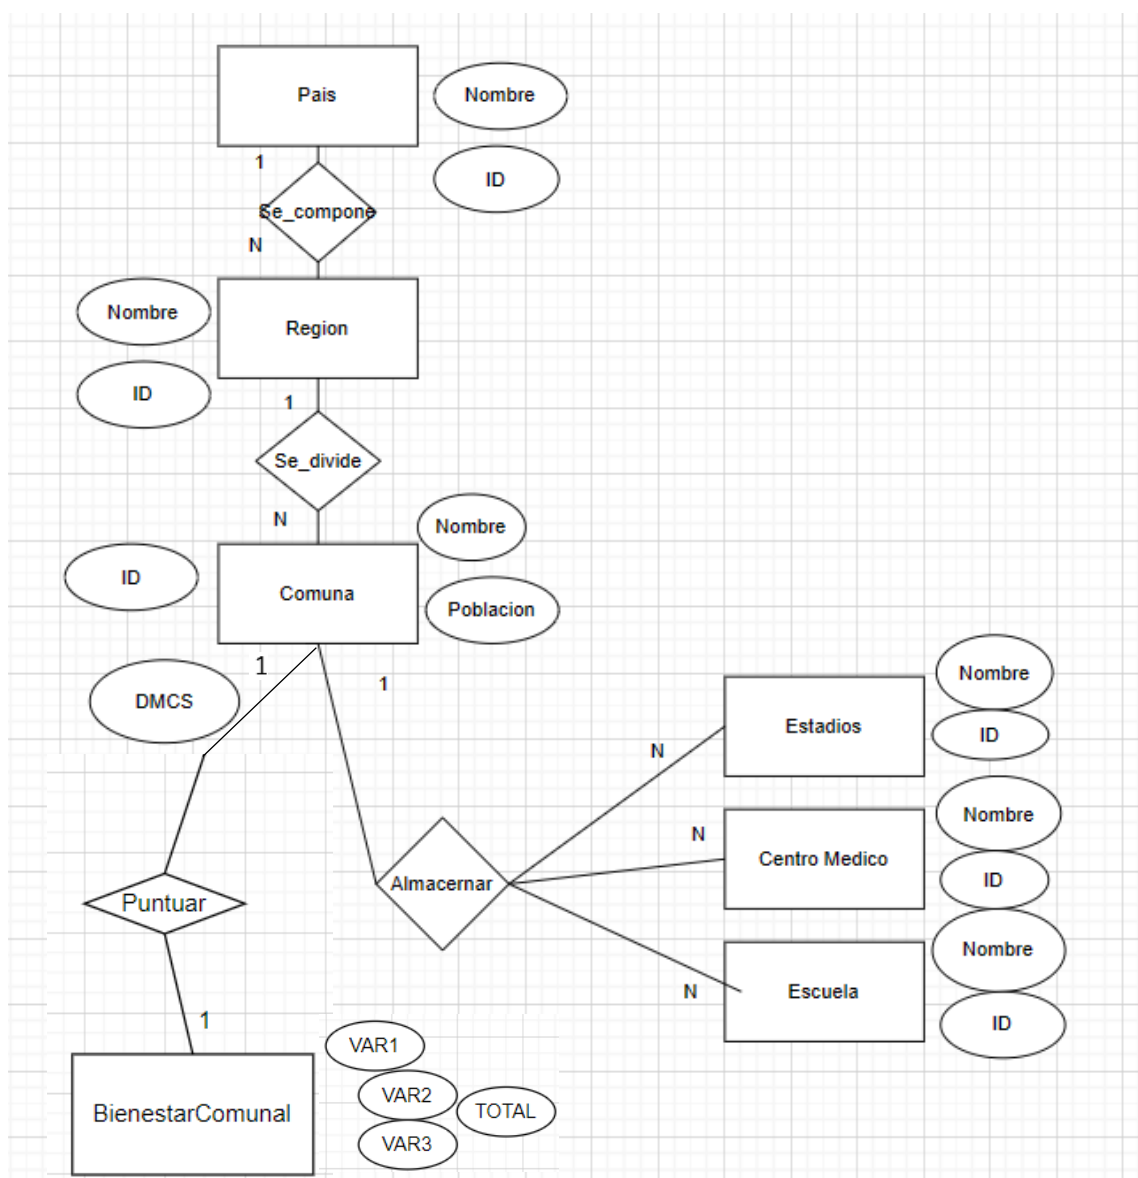 Pais
Nombre
1
ID
Se_compone
N
Nombre
Region
ID
1
Se_divide
N
Nombre
ID
Comuna
Poblacion
1
1
DMCS
Nombre
Estadios
ID
N
Nombre
N
Centro Medico
ID
Almacernar
Puntuar
Nombre
N
Escuela
ID
1
VAR1
VAR2
TOTAL
BienestarComunal
VAR3